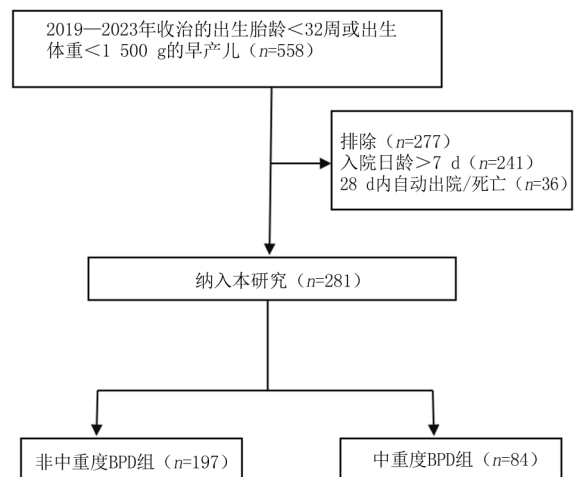 2019—2023年收治的出生胎龄＜32周或出生
体重＜1 500 g的早产儿（n=558）
排除（n=277）
入院日龄＞7 d（n=241）
28 d内自动出院/死亡（n=36）
纳入本研究（n=281）
非中重度BPD组（n=197）
中重度BPD组（n=84）